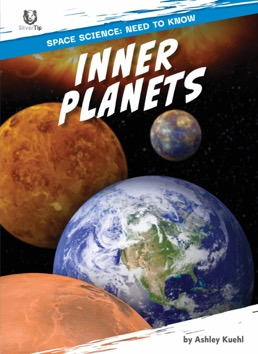 SilverTip
SPACE SCIENCE: NEED TO KNOW
INNER
PLANETS
by Ashley Kuehl